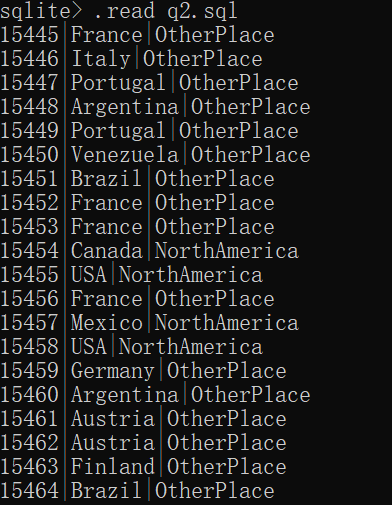 sqlite> .read q2.sql
15445|France|OtherPlace
15446|Italy|OtherPlace
15447|Portugal|OtherPlace
15448|Argentina|OtherPlace
15449|Portugal|OtherPlace
15450|Venezuela|OtherPlace
15451|Brazil|OtherPlace
15452|France|OtherPlace
15453|France|OtherPlace
15454|Canada|NorthAmerica
15455|USA|NorthAmerica
15456|France|OtherPlace
15457|Mexico|NorthAmerica
15458|USA|NorthAmerica
15459|Germany|OtherPlace
15460|Argentina|OtherPlace
15461|Austria|OtherPlace
15462|Austria|OtherPlace
15463|Finland|OtherPlace
15464|Brazil|OtherPlace